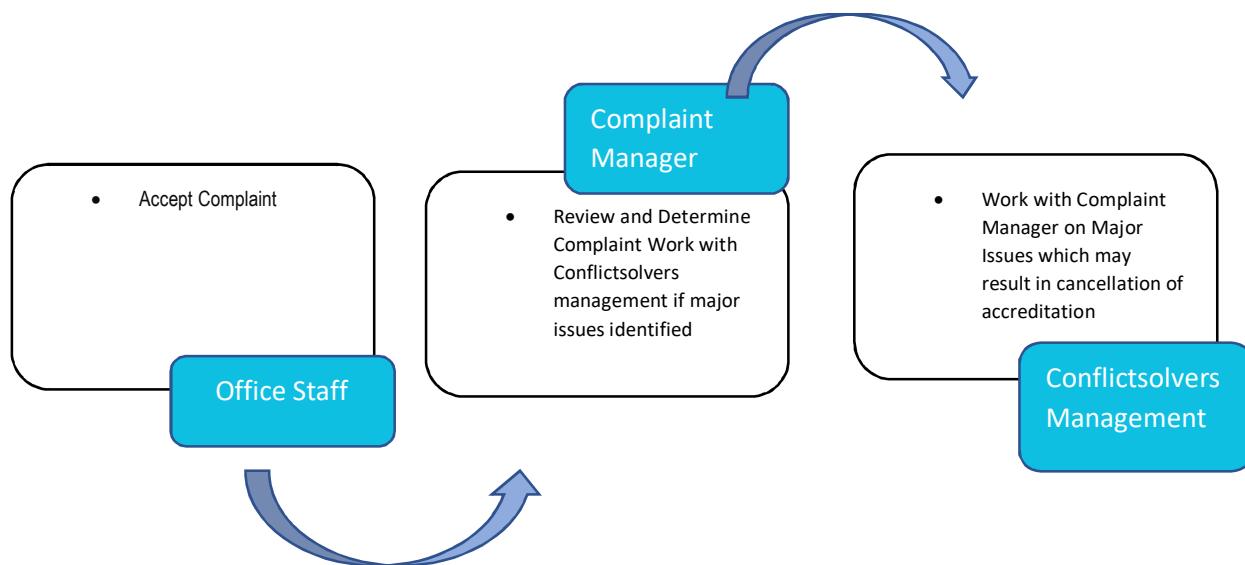 • Accept Complaint
Office Staff
Complaint
Manager
• Review and Determine
Complaint Work with
Conflictsolvers
management if major
issues identified
• Work with Complaint
Manager on Major
Issues which may
result in cancellation of
accreditation
Conflictsolvers
Management